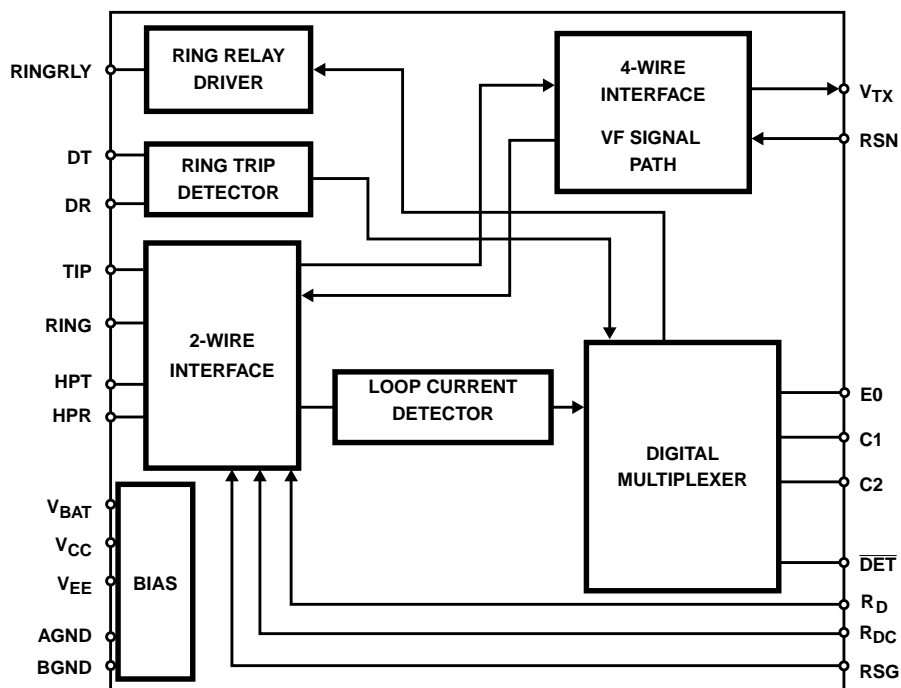 RINGRLY
RING RELAY
DRIVER
DT
DR
RING TRIP
DETECTOR
TIP
RING
HPT
HPR
2-WIRE
INTERFACE
LOOP CURRENT
DETECTOR
4-WIRE
INTERFACE
VF SIGNAL
PATH
VTX
RSN
DIGITAL
MULTIPLEXER
E0
C1
C2
DET
RD
RDC
RSG
VBAT
VCC
VEE
AGND
BGND
BIAS